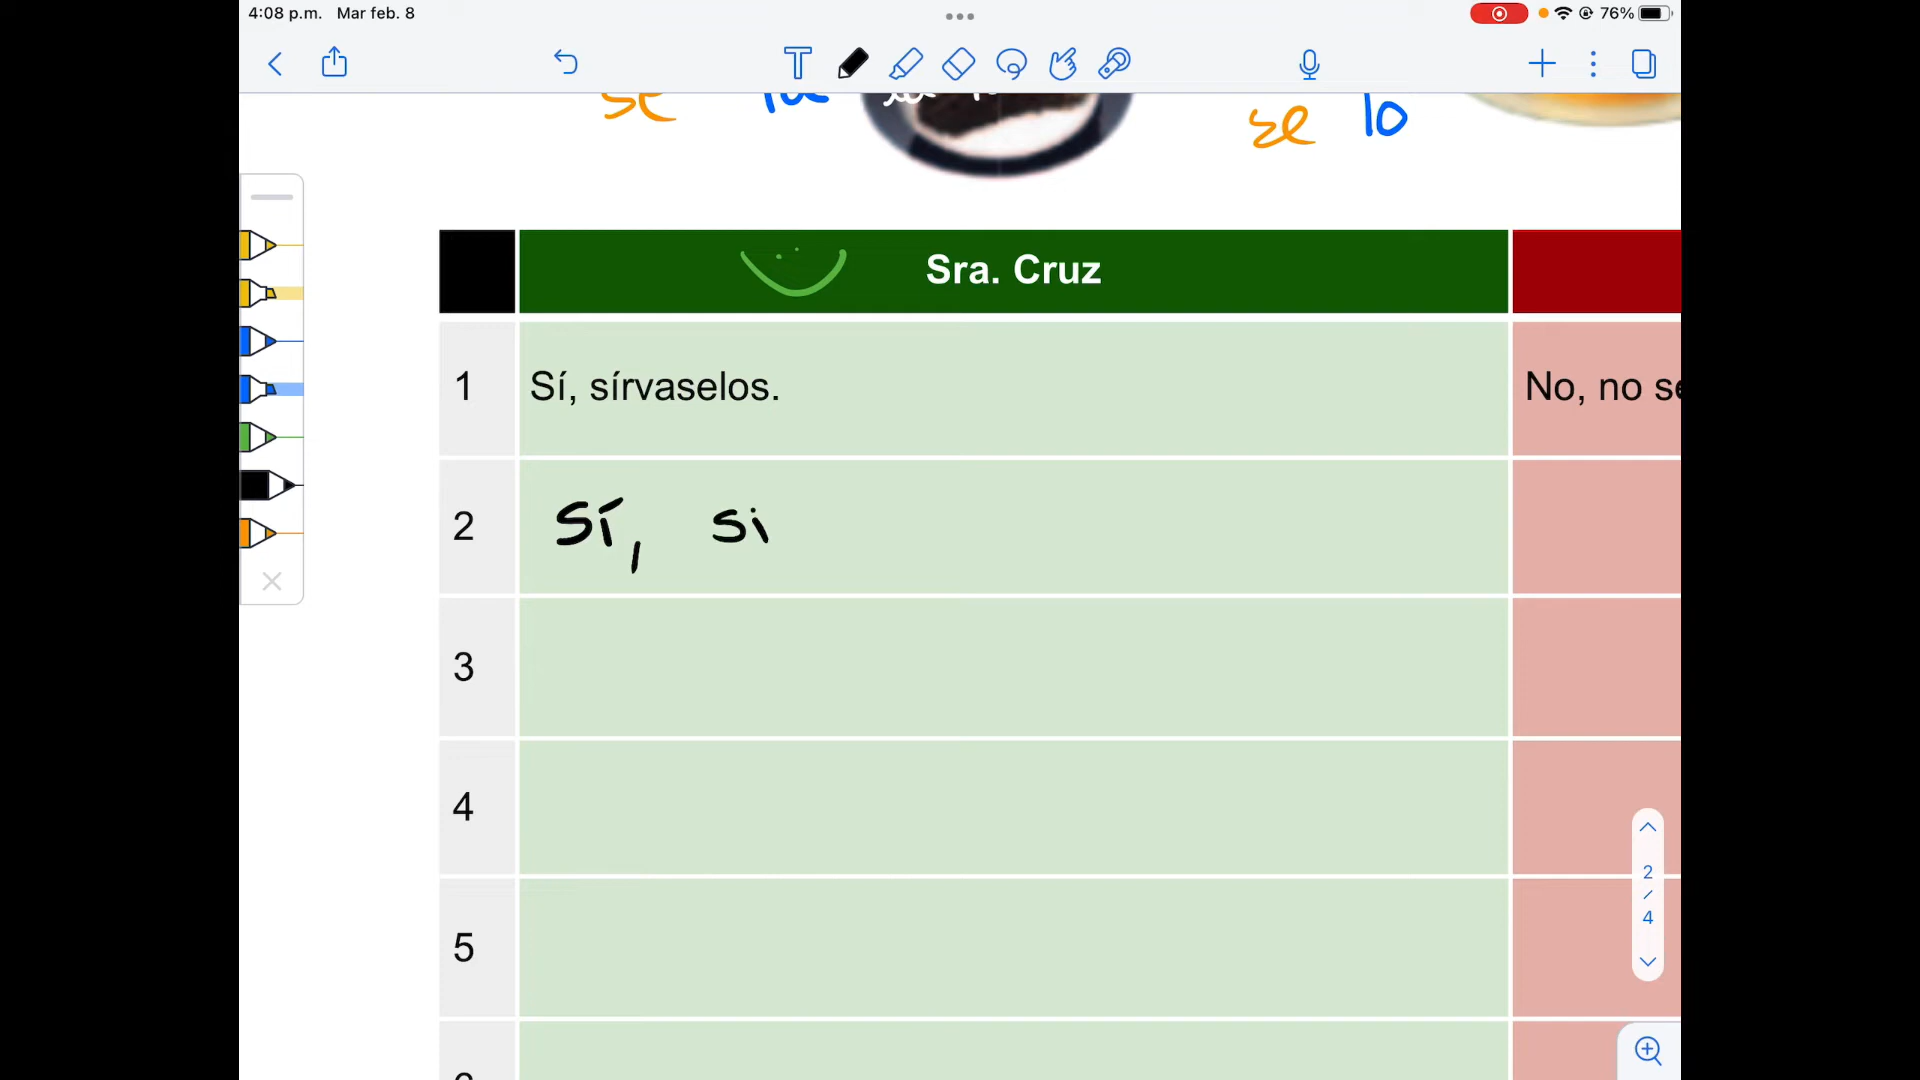 4:08 p.m. Mar feb. 8
76%
T
se
se lo
Sra. Cruz
1 Sí, sírvaselos. No, no se
2 Sí, si
3
4
5
2
/
4